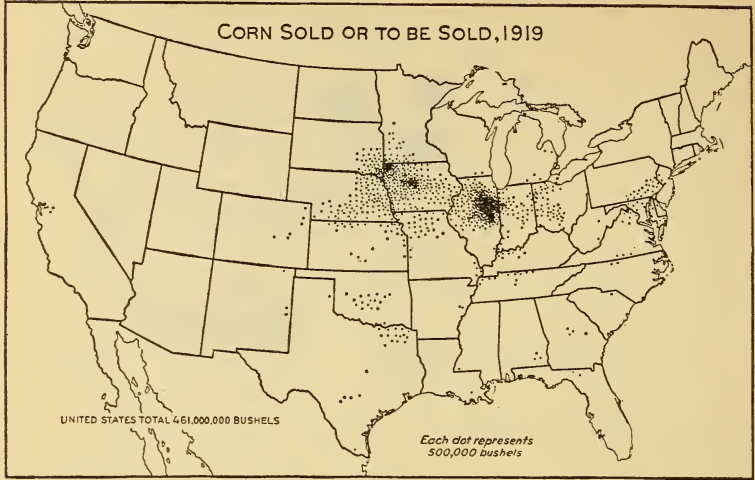 CORN SOLD OR TO BE SOLD, 1919
UNITED STATES TOTAL 461,000,000 BUSHELS
Each dot represents
500,000 bushels